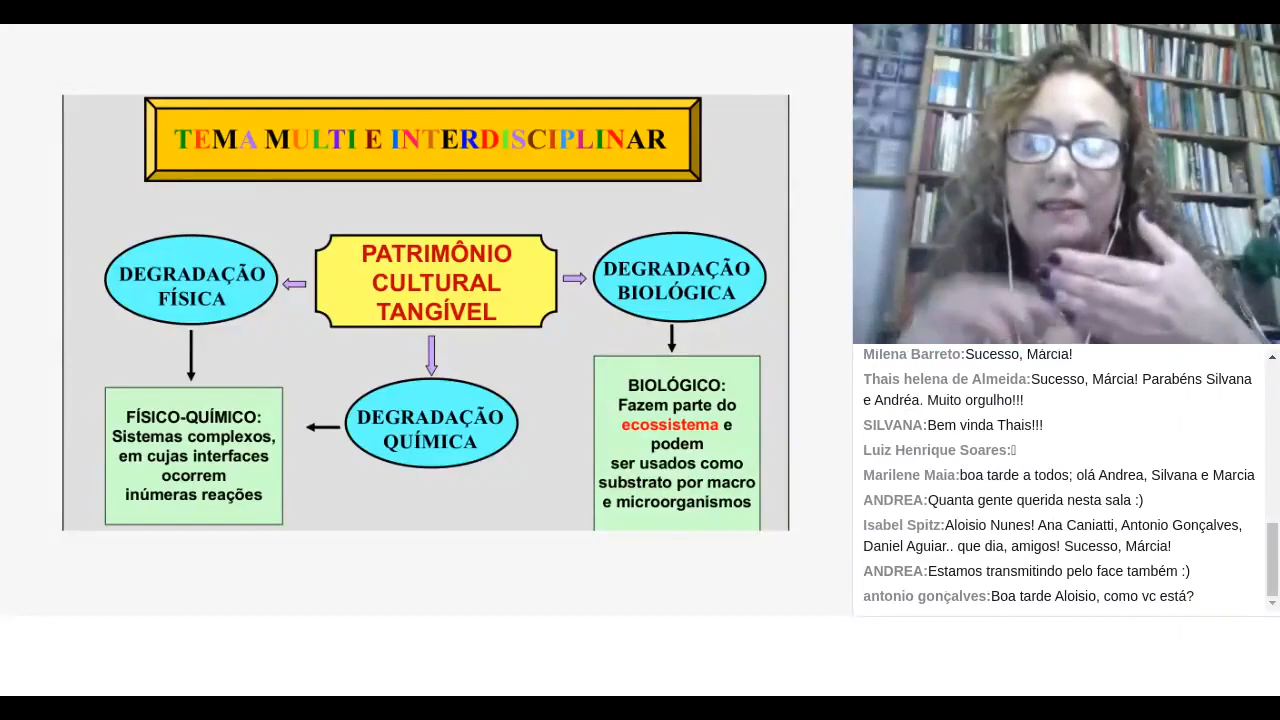 TEMA MULTI E INTERDISCIPLINAR
DEGRADAÇÃO
FÍSICA
PATRIMÔNIO
CULTURAL
TANGÍVEL
DEGRADAÇÃO
BIOLÓGICA
FÍSICO-QUÍMICO:
Sistemas complexos,
em cujas interfaces
ocorrem
inúmeras reações
DEGRADAÇÃO
QUÍMICA
BIOLÓGICO:
Fazem parte do
ecossistema e
podem
ser usados como
substrato por macro
e microorganismos
Milena Barreto:Sucesso, Márcia!
Thais helena de Almeida:Sucesso, Márcia! Parabéns Silvana
e Andréa. Muito orgulho!!!
SILVANA:Bem vinda Thais!!!
Luiz Henrique Soares:
Marilene Maia:boa tarde a todos; olá Andrea, Silvana e Marcia
ANDREA:Quanta gente querida nesta sala :)
Isabel Spitz:Aloisio Nunes! Ana Caniatti, Antonio Gonçalves,
Daniel Aguiar.. que dia, amigos! Sucesso, Márcia!
ANDREA:Estamos transmitindo pelo face também :)
antonio gonçalves:Boa tarde Aloisio, como vc está?